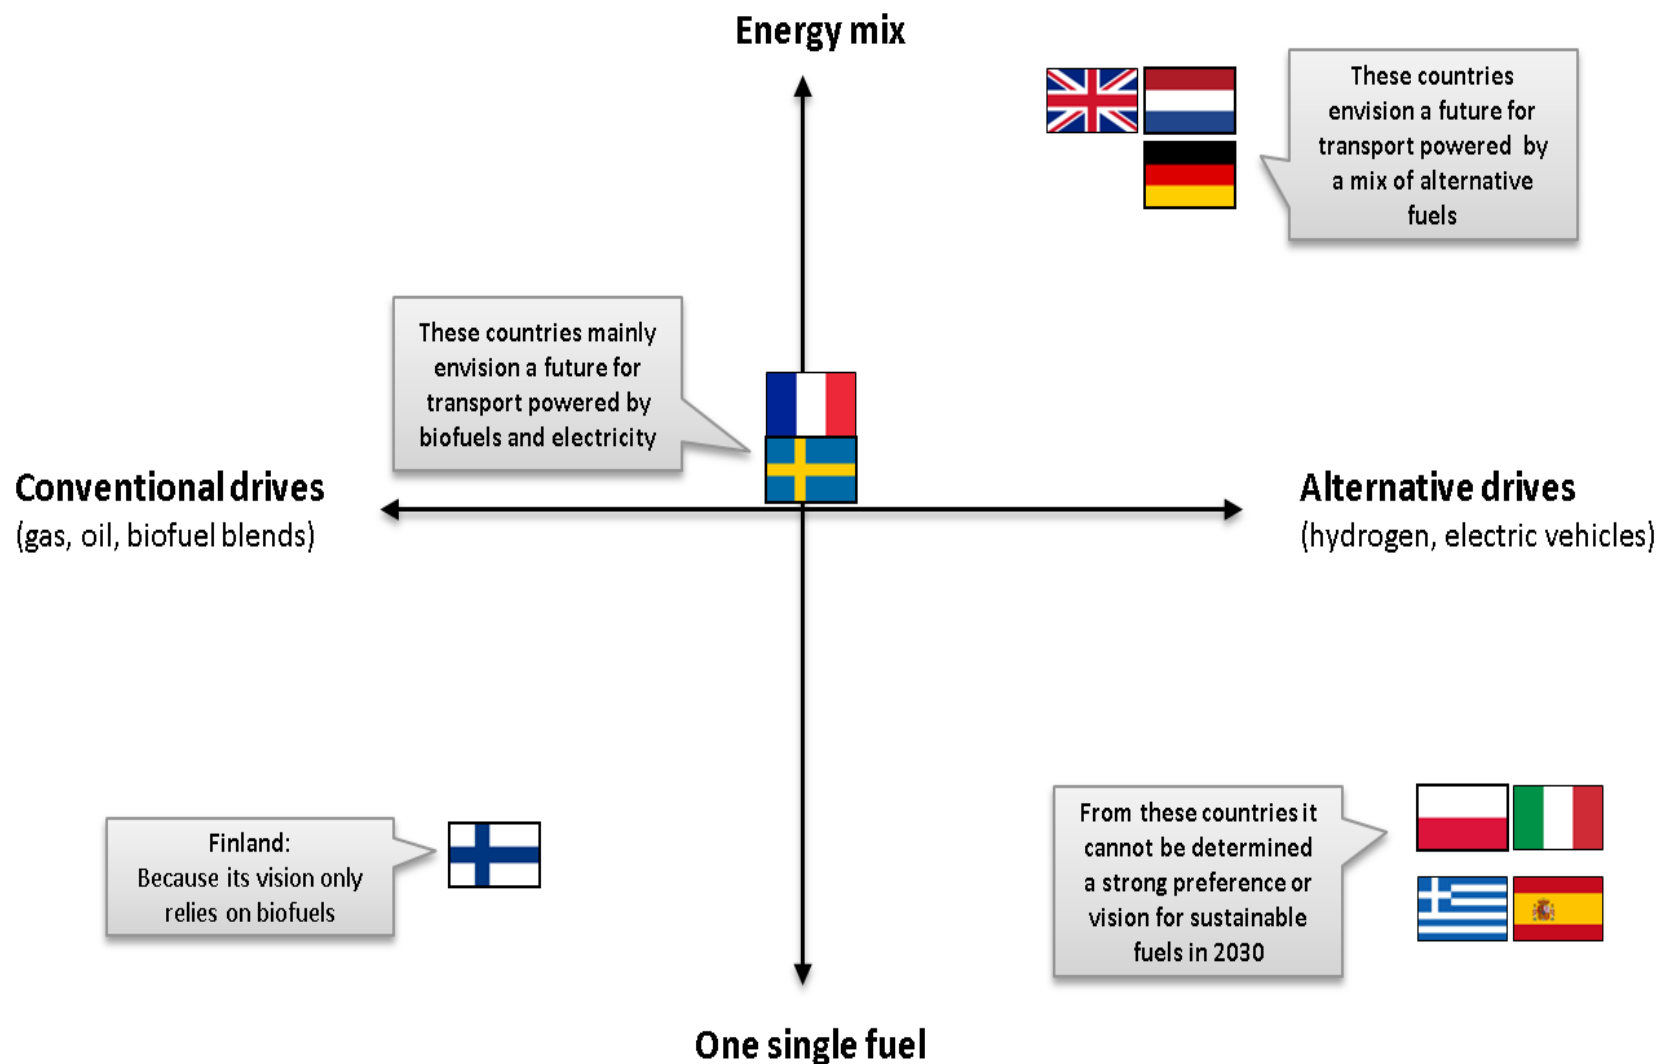 Energy mix
These countries
envision a future for
transport powered by
a mix of alternative
fuels
These countries mainly
envision a future for
transport powered by
biofuels and electricity
Conventional drives
(gas, oil, biofuel blends)
Alternative drives
(hydrogen, electric vehicles)
Finland:
Because its vision only
relies on biofuels
From these countries it
cannot be determined
a strong preference or
vision for sustainable
fuels in 2030
One single fuel